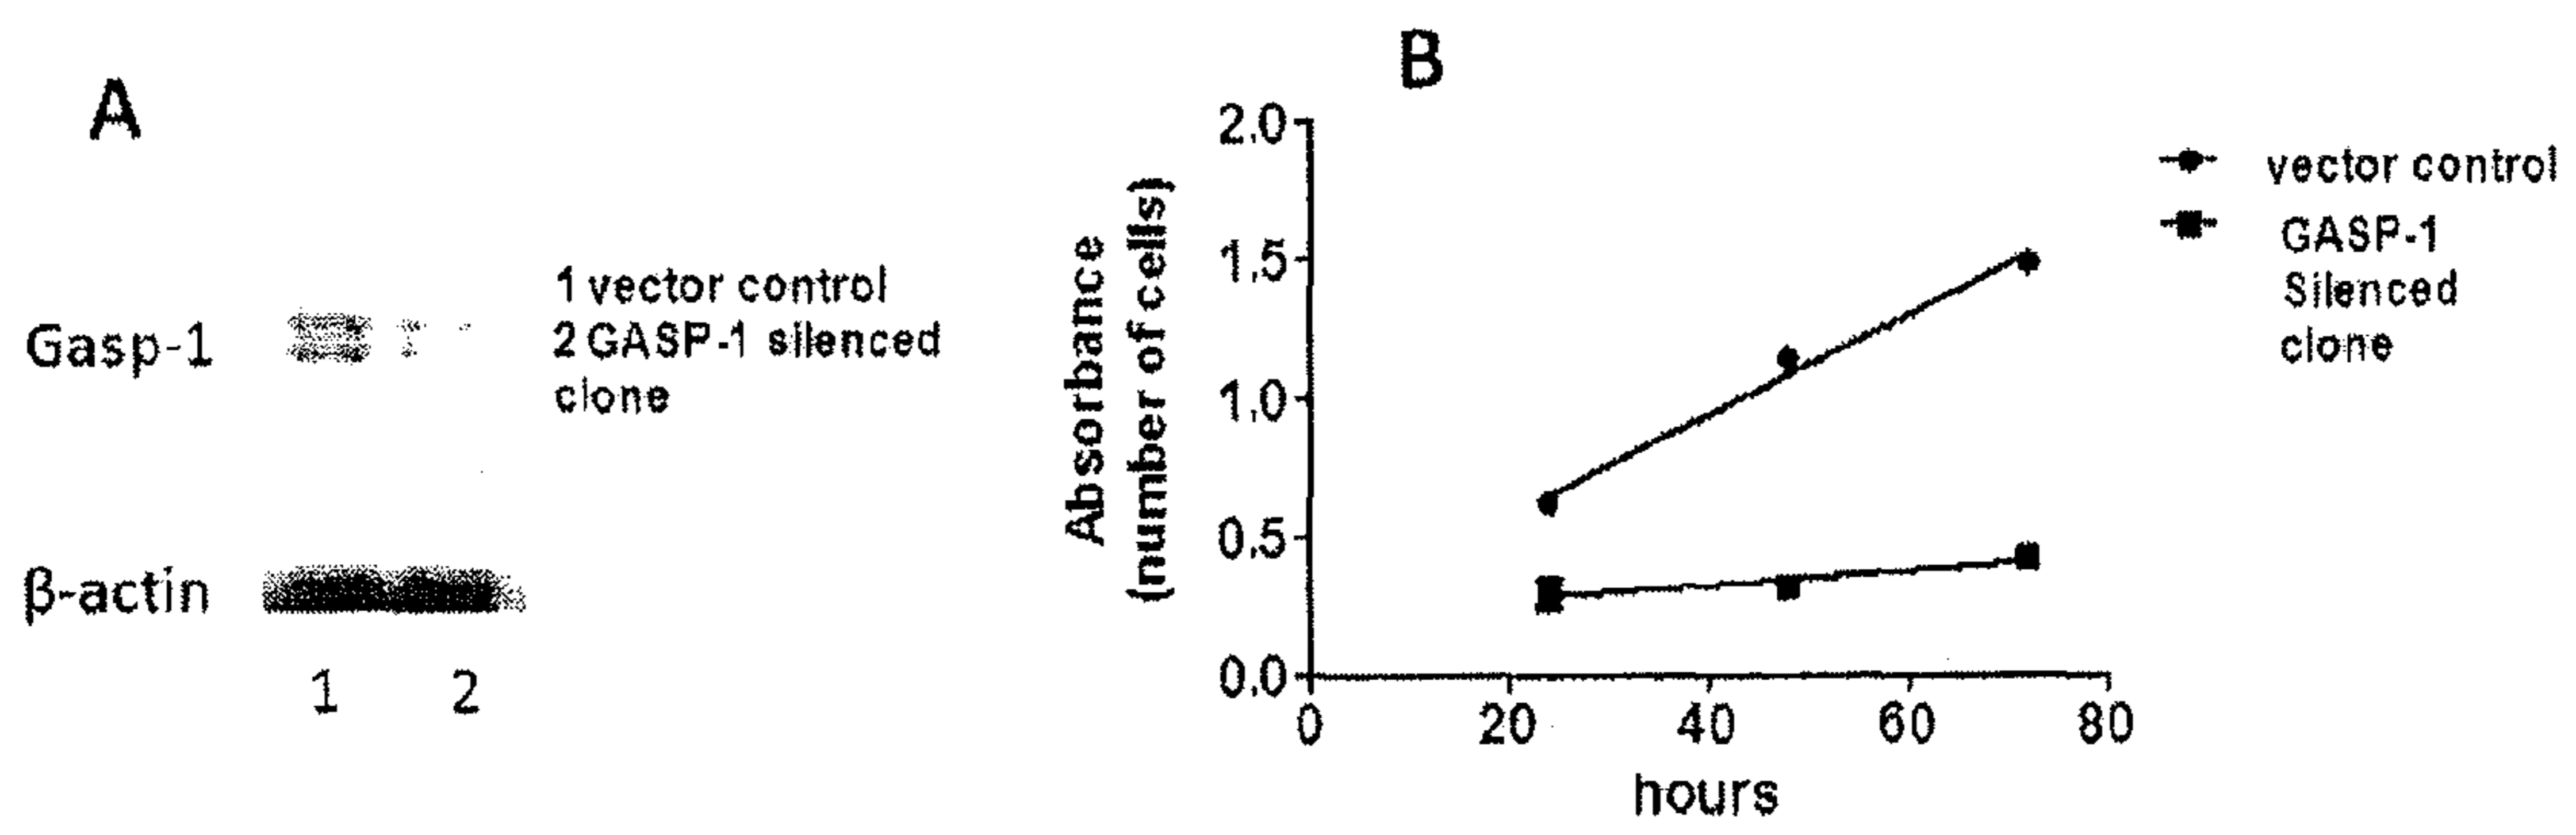 A
Gasp-1
1 vector control
2 GASP-1 silenced
clone
β-actin
1 2
B
Absorbance
(number of cells)
2.0
1.5
1.0
0.5
0.0
0 20 40 60 80
hours
vector control
GASP-1
Silenced
clone